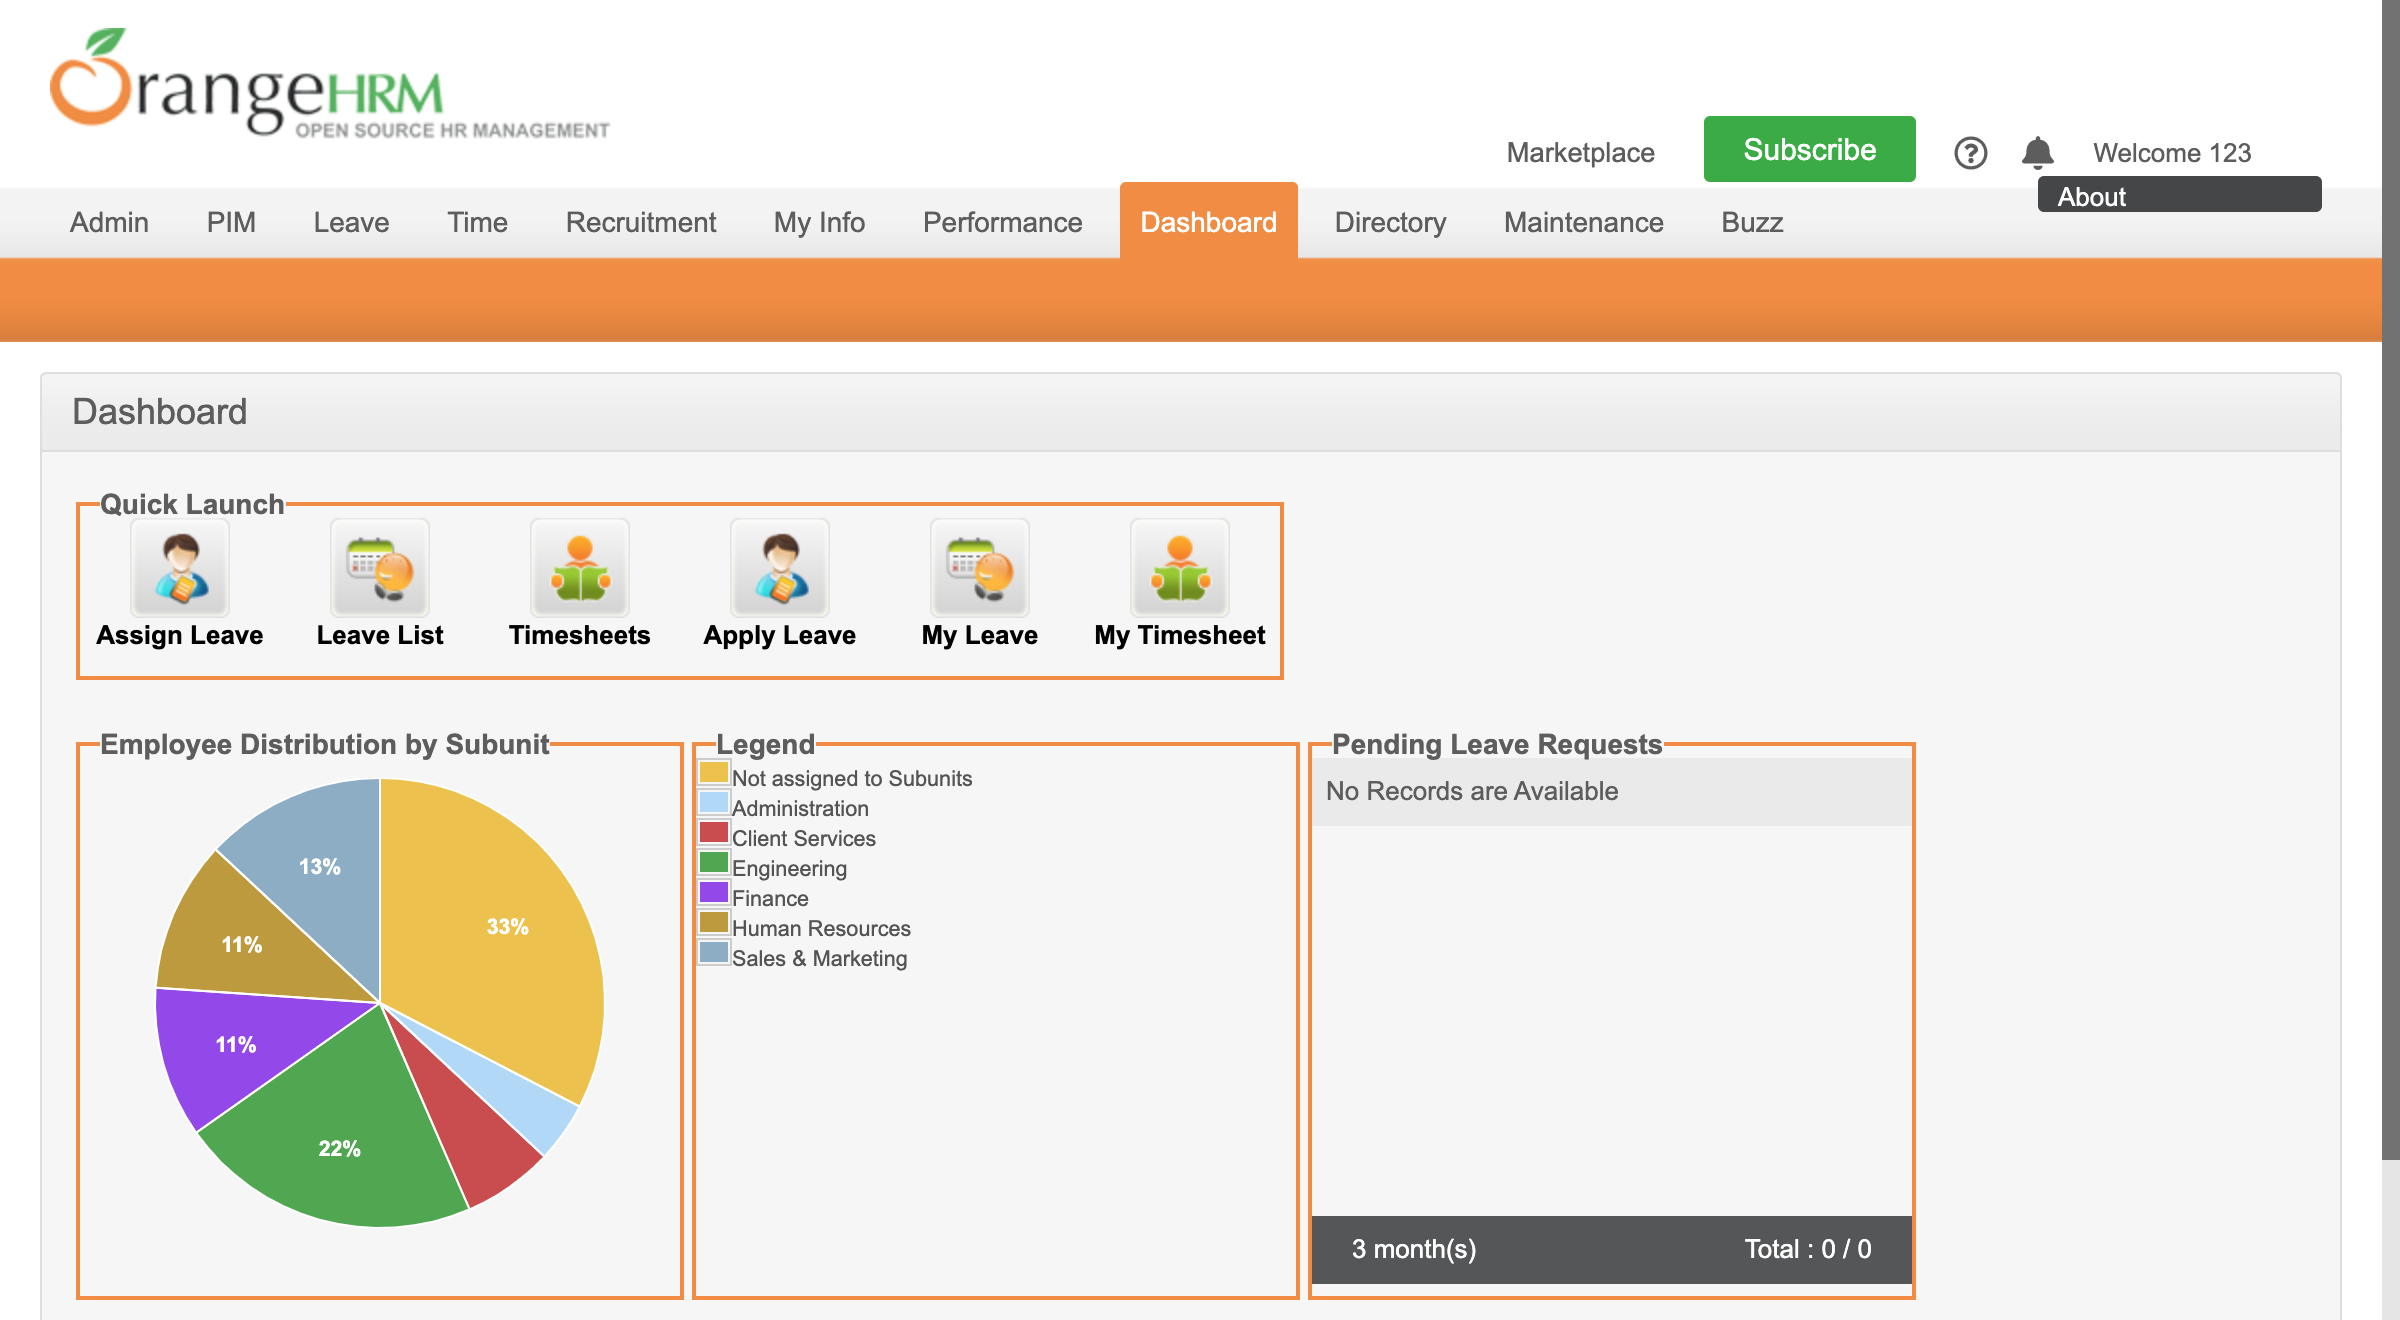 OrangeHRM
OPEN SOURCE HR MANAGEMENT
Marketplace
Subscribe
?
Welcome 123
About
Admin
PIM
Leave
Time
Recruitment
My Info
Performance
Dashboard
Directory
Maintenance
Buzz
Dashboard
Quick Launch
Assign Leave
Leave List
Timesheets
Apply Leave
My Leave
My Timesheet
Employee Distribution by Subunit
13%
33%
11%
11%
22%
Legend
Not assigned to Subunits
Administration
Client Services
Engineering
Finance
Human Resources
Sales & Marketing
Pending Leave Requests
No Records are Available
3 month(s)
Total : 0 / 0